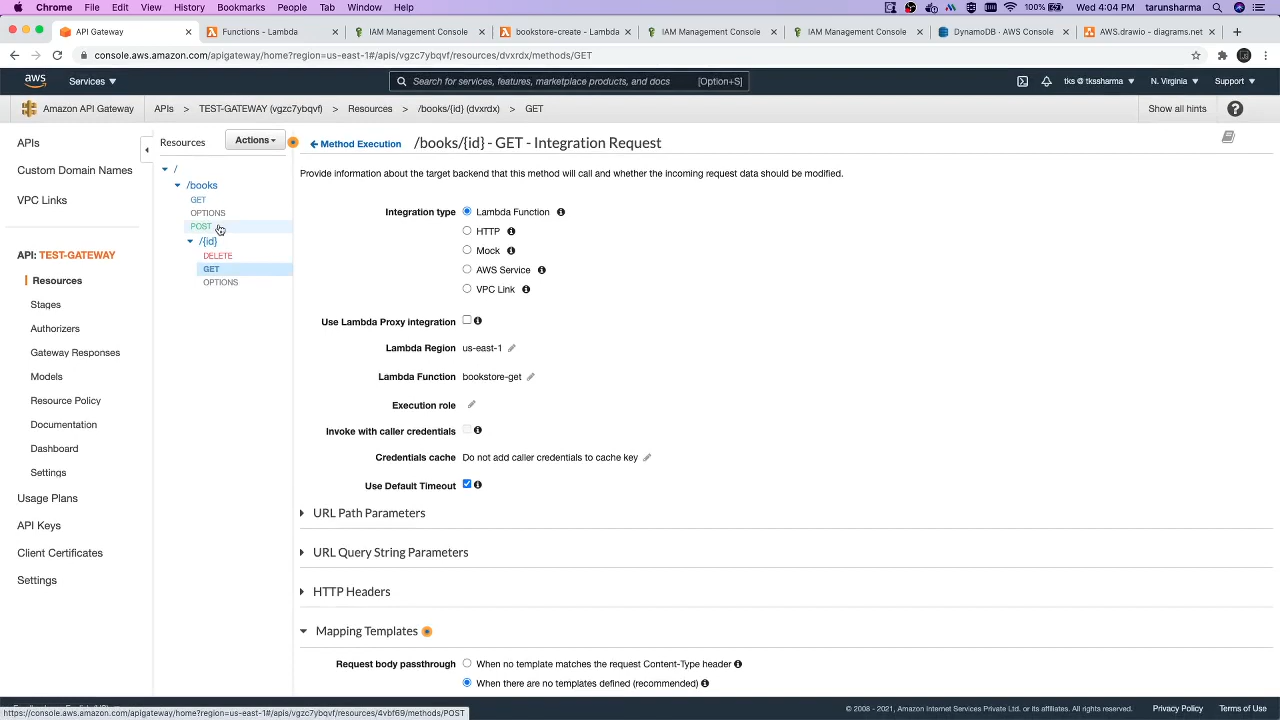 Chrome File Edit View History Bookmarks People Tab Window Help 100% Wed 4:04 PM tarunsharma
API Gateway Functions - Lambda IAM Management Console bookstore-create - Lambda IAM Management Console IAM Management Console DynamoDB - AWS Console AWS.drawio - diagrams.net
console.aws.amazon.com/apigateway/home?region=us-east-1#/apis/vgzc7ybqvf/resources/dvxrdx/methods/GET
aws Services Search for services, features, marketplace products, and docs [Option+S] tks @ tkssharma N. Virginia Support
Amazon API Gateway APIs > TEST-GATEWAY (vgzc7ybqvf) > Resources > /books/{id} (dvxrdx) > GET Show all hints ?
APIs
Custom Domain Names
VPC Links
API: TEST-GATEWAY
Resources
Stages
Authorizers
Gateway Responses
Models
Resource Policy
Documentation
Dashboard
Settings
Usage Plans
API Keys
Client Certificates
Settings
Resources Actions
/
/books
GET
OPTIONS
POST
/{id}
DELETE
GET
OPTIONS
Method Execution /books/{id} - GET - Integration Request
Provide information about the target backend that this method will call and whether the incoming request data should be modified.
Integration type Lambda Function
HTTP
Mock
AWS Service
VPC Link
Use Lambda Proxy integration
Lambda Region us-east-1
Lambda Function bookstore-get
Execution role
Invoke with caller credentials
Credentials cache Do not add caller credentials to cache key
Use Default Timeout
URL Path Parameters
URL Query String Parameters
HTTP Headers
Mapping Templates
Request body passthrough When no template matches the request Content-Type header
When there are no templates defined (recommended)
https://console.aws.amazon.com/apigateway/home?region=us-east-1#/apis/vgzc7ybqvf/resources/4vbf69/methods/POST
© 2008 - 2021, Amazon Internet Services Private Ltd. or its affiliates. All rights reserved. Privacy Policy Terms of Use